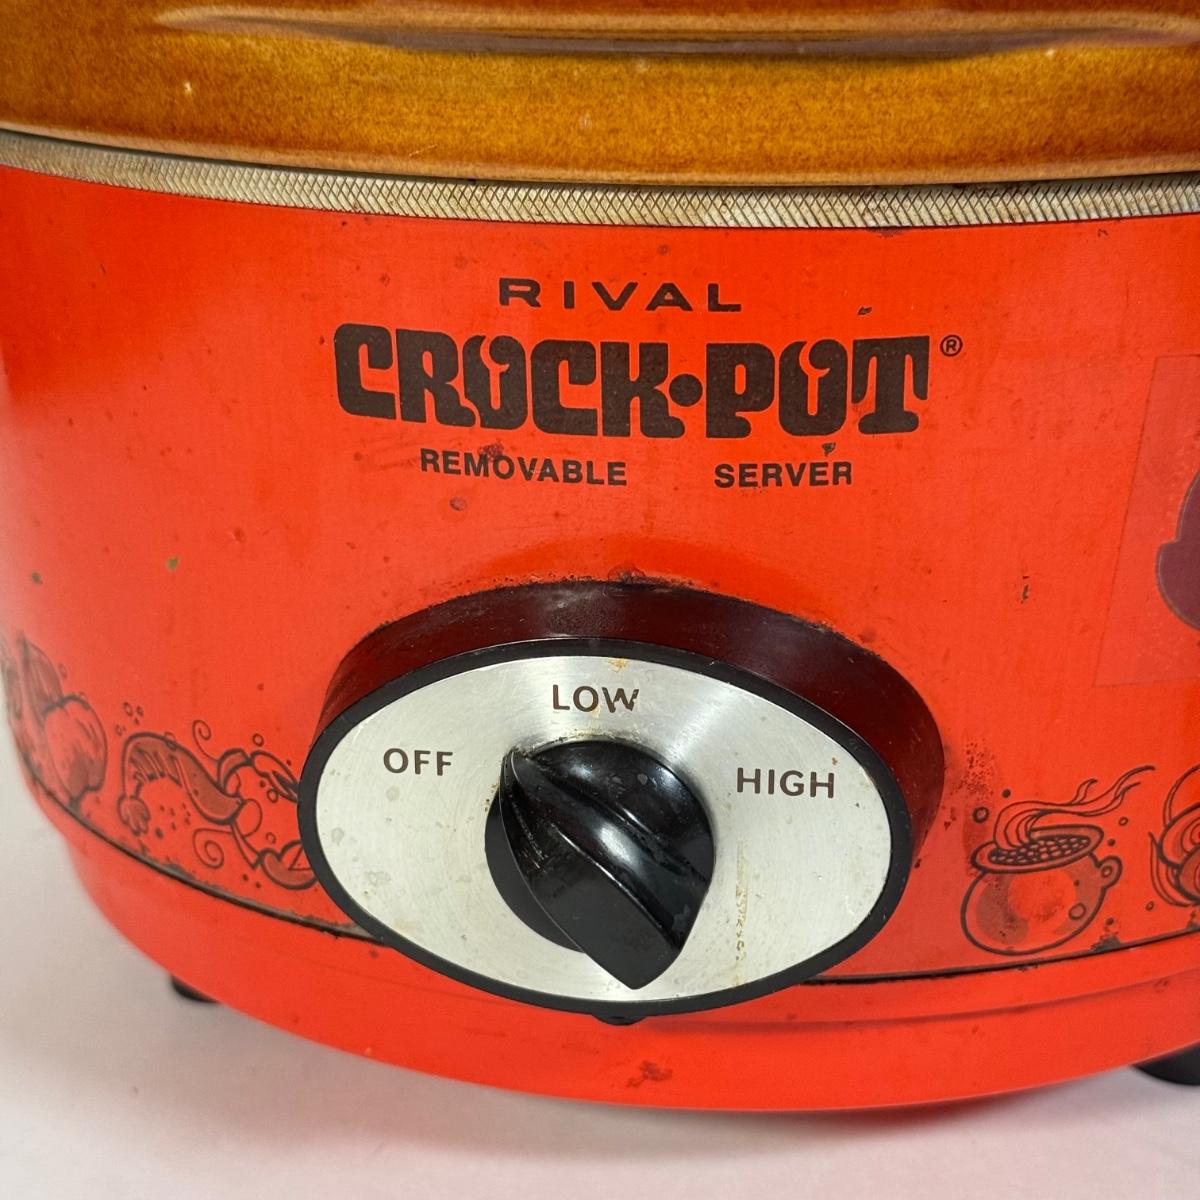 RIVAL
CROCK·POT®
REMOVABLE SERVER
LOW
OFF
HIGH